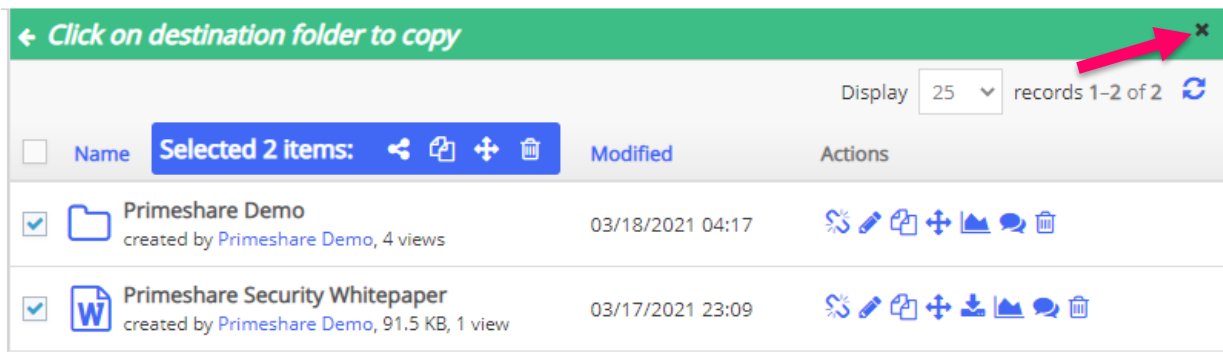 Click on destination folder to copy
Display 25 records 1–2 of 2
Name Selected 2 items: Modified Actions
Primeshare Demo
created by Primeshare Demo, 4 views 03/18/2021 04:17
Primeshare Security Whitepaper
created by Primeshare Demo, 91.5 KB, 1 view 03/17/2021 23:09